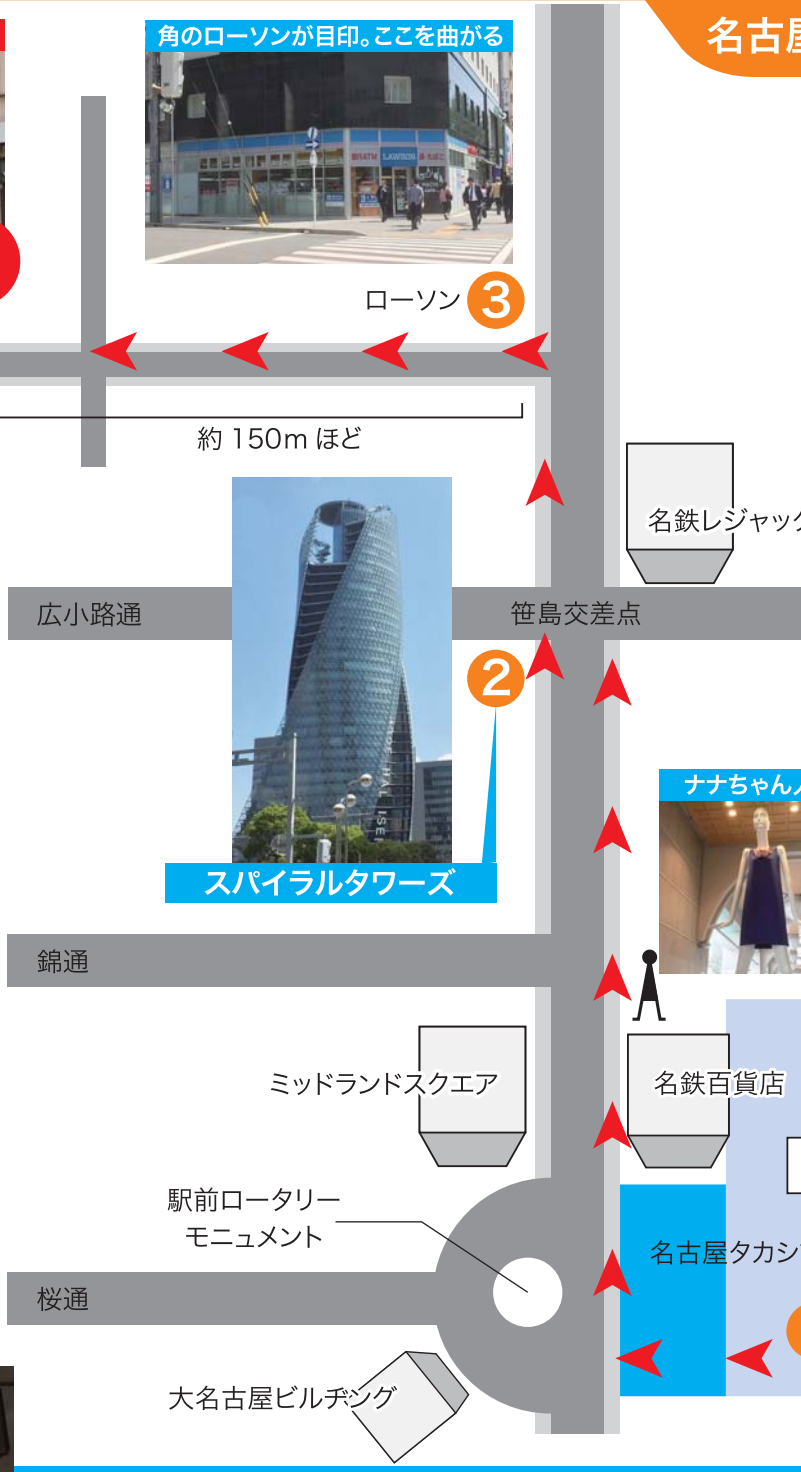 角のローソンが目印。ここを曲がる
名古屋
LAWSON
ローソン 3
約 150m ほど
名鉄レジャック
広小路通
笹島交差点
2
ナナちゃん人
スパイラルタワーズ
錦通
ミッドランドスクエア
名鉄百貨店
駅前ロータリー
モニュメント
名古屋タカシ
桜通
大名古屋ビルヂング